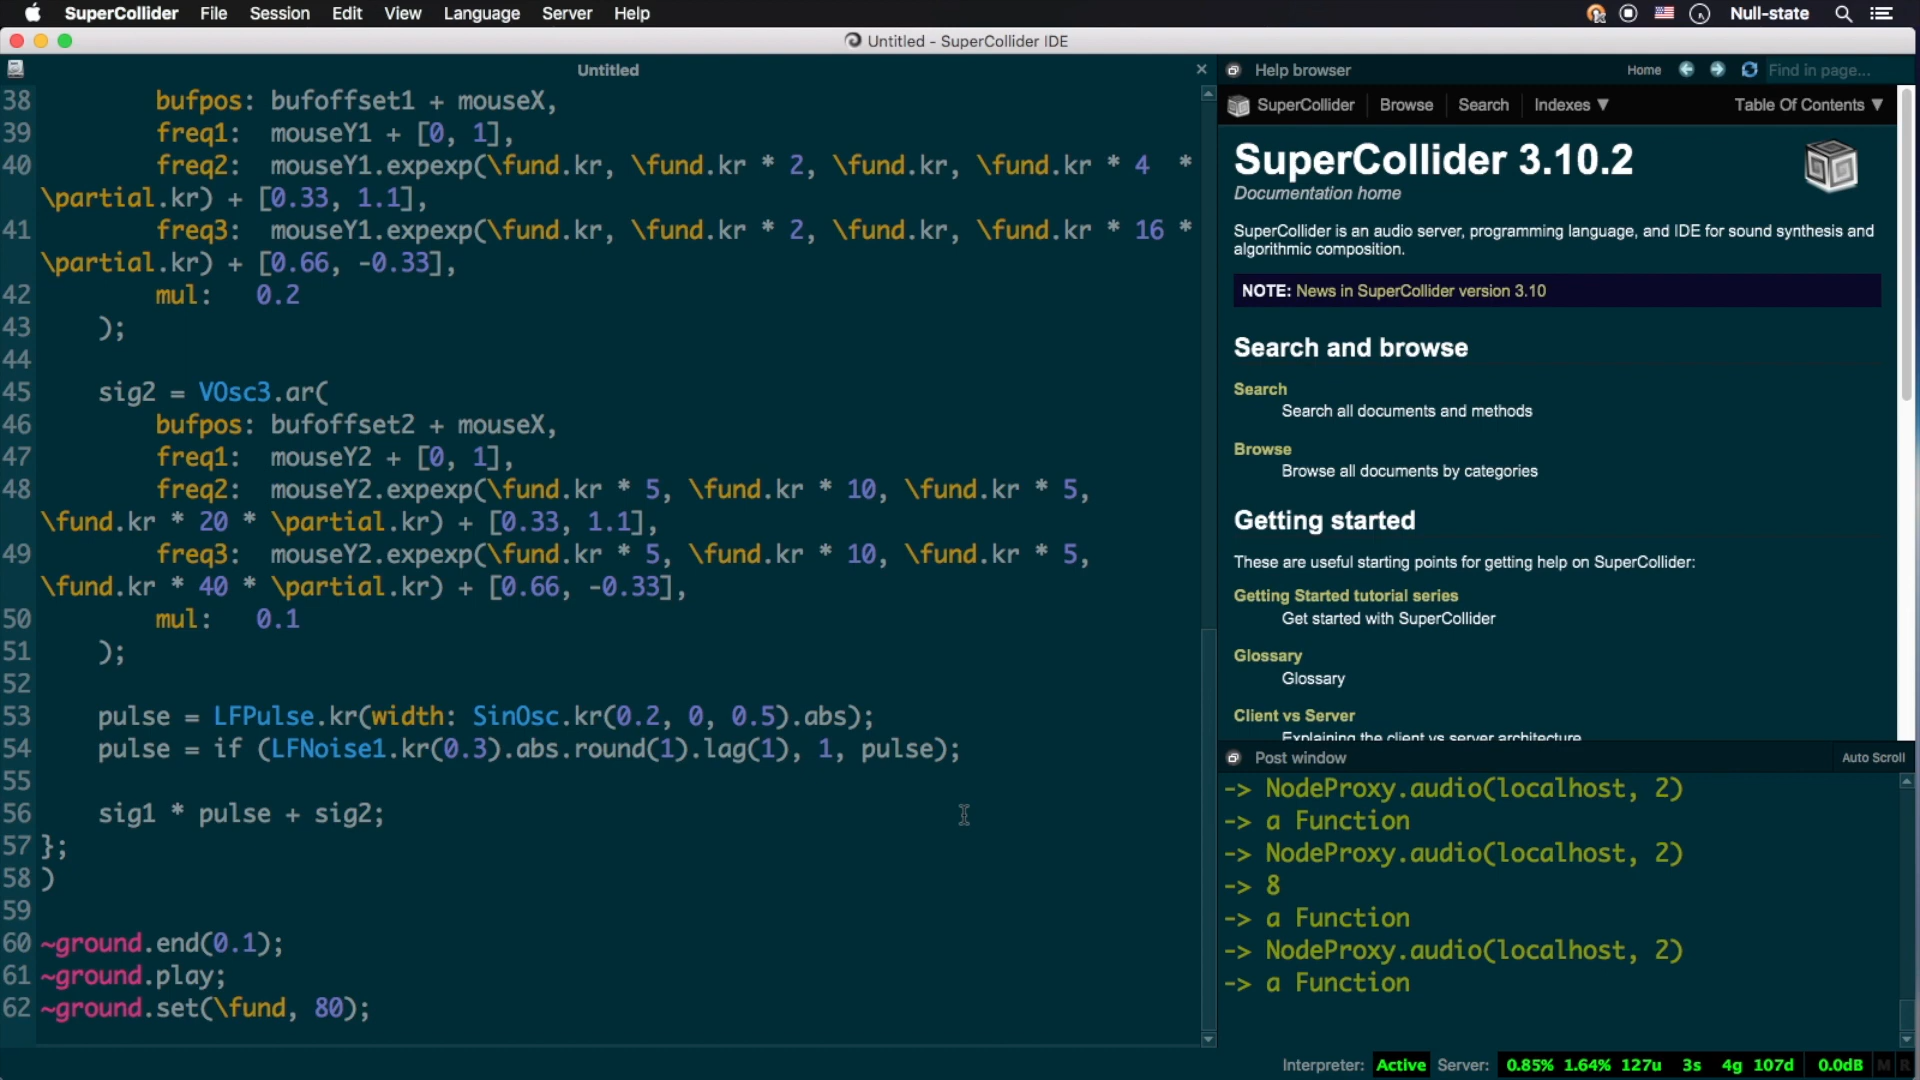 SuperCollider File Session Edit View Language Server Help Null-state
Untitled - SuperCollider IDE
Untitled
38 bufpos: bufoffset1 + mouseX,
39 freq1: mouseY1 + [0, 1],
40 freq2: mouseY1.expexp(\fund.kr, \fund.kr * 2, \fund.kr, \fund.kr * 4 *
\partial.kr) + [0.33, 1.1],
41 freq3: mouseY1.expexp(\fund.kr, \fund.kr * 2, \fund.kr, \fund.kr * 16 *
\partial.kr) + [0.66, -0.33],
42 mul: 0.2
43 );
44
45 sig2 = VOsc3.ar(
46 bufpos: bufoffset2 + mouseX,
47 freq1: mouseY2 + [0, 1],
48 freq2: mouseY2.expexp(\fund.kr * 5, \fund.kr * 10, \fund.kr * 5,
\fund.kr * 20 * \partial.kr) + [0.33, 1.1],
49 freq3: mouseY2.expexp(\fund.kr * 5, \fund.kr * 10, \fund.kr * 5,
\fund.kr * 40 * \partial.kr) + [0.66, -0.33],
50 mul: 0.1
51 );
52
53 pulse = LFPulse.kr(width: SinOsc.kr(0.2, 0, 0.5).abs);
54 pulse = if (LFNoise1.kr(0.3).abs.round(1).lag(1), 1, pulse);
55
56 sig1 * pulse + sig2;
57 };
58 )
59
60 ~ground.end(0.1);
61 ~ground.play;
62 ~ground.set(\fund, 80);
Help browser Home Find in page...
SuperCollider Browse Search Indexes ▼ Table Of Contents ▼
SuperCollider 3.10.2
Documentation home
SuperCollider is an audio server, programming language, and IDE for sound synthesis and
algorithmic composition.
NOTE: News in SuperCollider version 3.10
Search and browse
Search
Search all documents and methods
Browse
Browse all documents by categories
Getting started
These are useful starting points for getting help on SuperCollider:
Getting Started tutorial series
Get started with SuperCollider
Glossary
Glossary
Client vs Server
Explaining the client vs server architecture
Post window Auto Scroll
-> NodeProxy.audio(localhost, 2)
-> a Function
-> NodeProxy.audio(localhost, 2)
-> 8
-> a Function
-> NodeProxy.audio(localhost, 2)
-> a Function
Interpreter: Active Server: 0.85% 1.64% 127u 3s 4g 107d 0.0dB M R